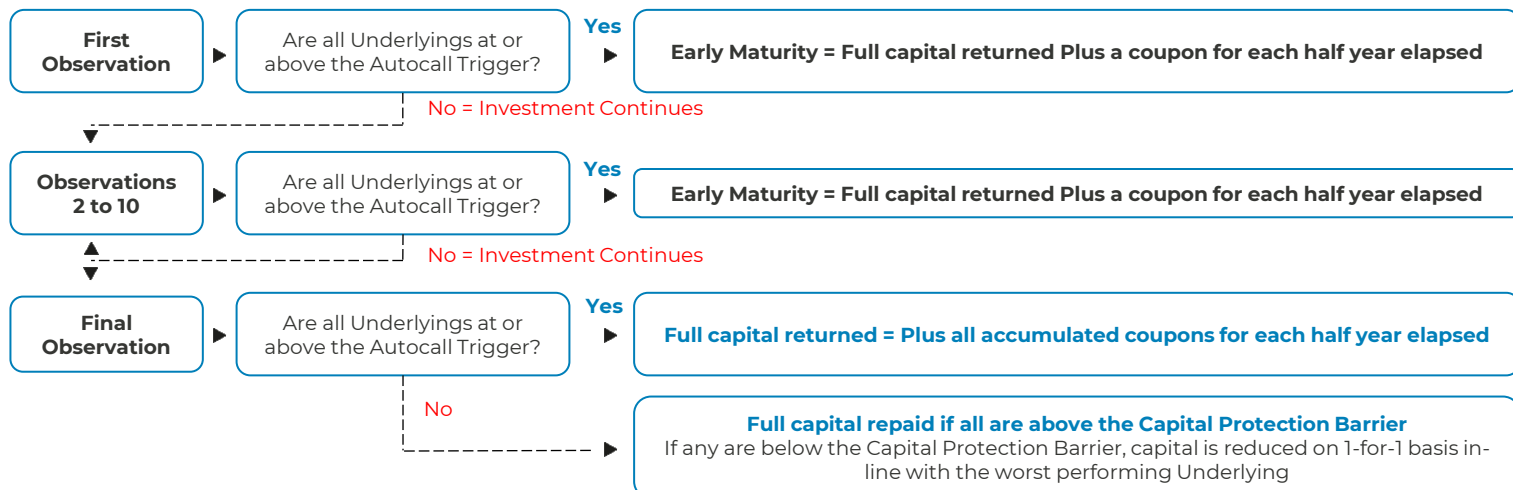 First
Observation
Are all Underlyings at or
above the Autocall Trigger?
Yes
Early Maturity = Full capital returned Plus a coupon for each half year elapsed
No = Investment Continues
Observations
2 to 10
Are all Underlyings at or
above the Autocall Trigger?
Yes
Early Maturity = Full capital returned Plus a coupon for each half year elapsed
No = Investment Continues
Final
Observation
Are all Underlyings at or
above the Autocall Trigger?
Yes
Full capital returned = Plus all accumulated coupons for each half year elapsed
No
Full capital repaid if all are above the Capital Protection Barrier
If any are below the Capital Protection Barrier, capital is reduced on 1-for-1 basis in-
line with the worst performing Underlying